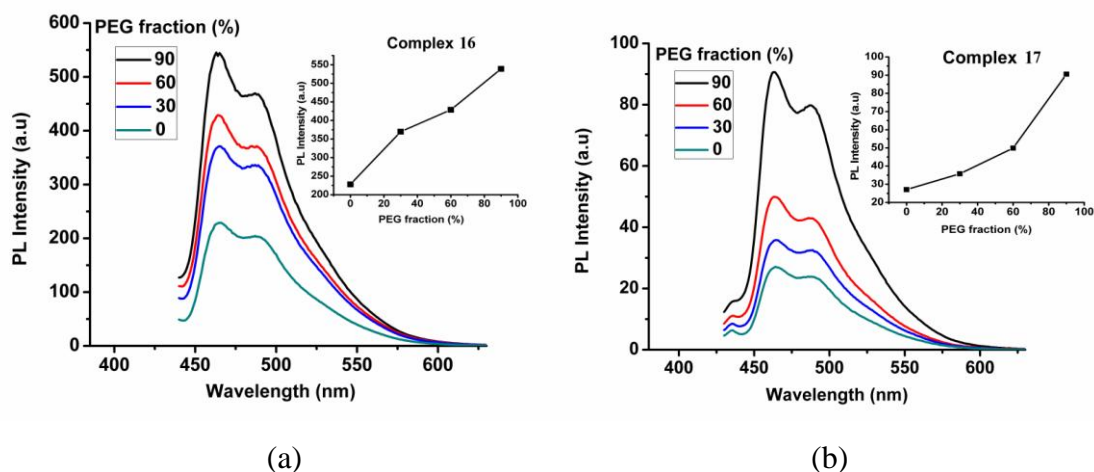 PEG fraction (%)
90
60
30
0
Complex 16
PL Intensity (a.u)
550
500
450
400
350
300
250
200
0 20 40 60 80 100
PEG fraction (%)
PL Intensity (a.u)
600
500
400
300
200
100
0
400 450 500 550 600
Wavelength (nm)
(a)
PEG fraction (%)
90
60
30
0
Complex 17
PL Intensity (a.u)
100
90
80
70
60
50
40
30
20
0 20 40 60 80 100
PEG fraction (%)
PL Intensity (a.u)
100
80
60
40
20
0
400 450 500 550 600
Wavelength (nm)
(b)